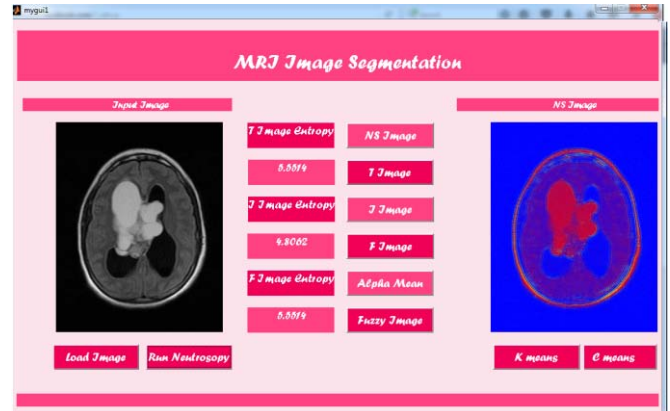 mygui1
MRI Image Segmentation
Input Image
NS Image
T Image Entropy
NS Image
5.5514
T Image
I Image Entropy
I Image
4.8062
F Image
F Image Entropy
Alpha Mean
5.5514
Fuzzy Image
Load Image
Run Neutrosopy
K means
C means